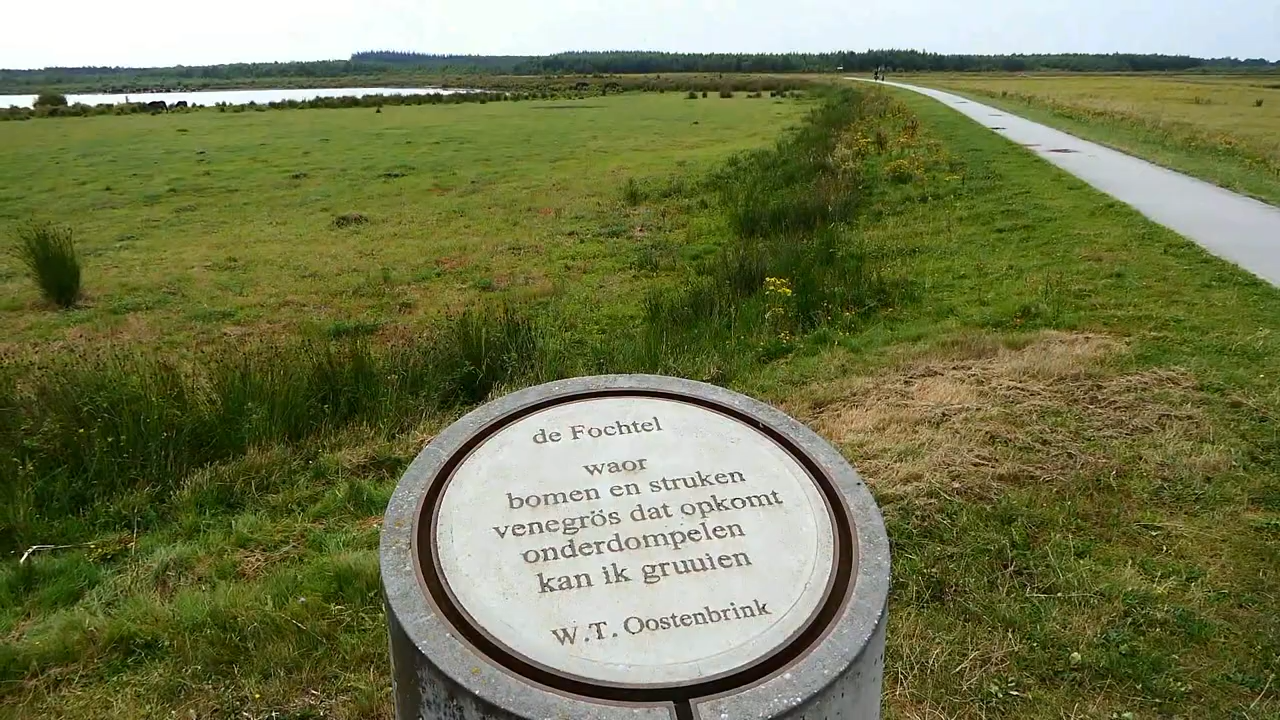 de Fochtel
waor
bomen en struken
venegrös dat opkomt
onderdompelen
kan ik gruuien
W.T. Oostenbrink